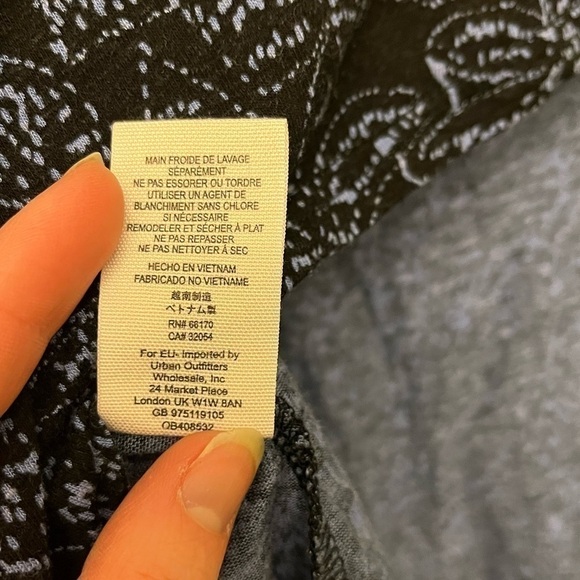 MAIN FROIDE DE LAVAGE
SÉPARÉMENT
NE PAS ESSORER OU TORDRE
UTILISER UN AGENT DE
BLANCHIMENT SANS CHLORE
SI NÉCESSAIRE
REMODELER ET SÉCHER À PLAT
NE PAS REPASSER
NE PAS NETTOYER À SEC
HECHO EN VIETNAM
FABRICADO NO VIETNAME
越南制造
ベトナム製
RN# 66170
CA# 32054
For EU- Imported by
Urban Outfitters
Wholesale, Inc
24 Market Place
London UK W1W 8AN
GB 975119105
OB408532